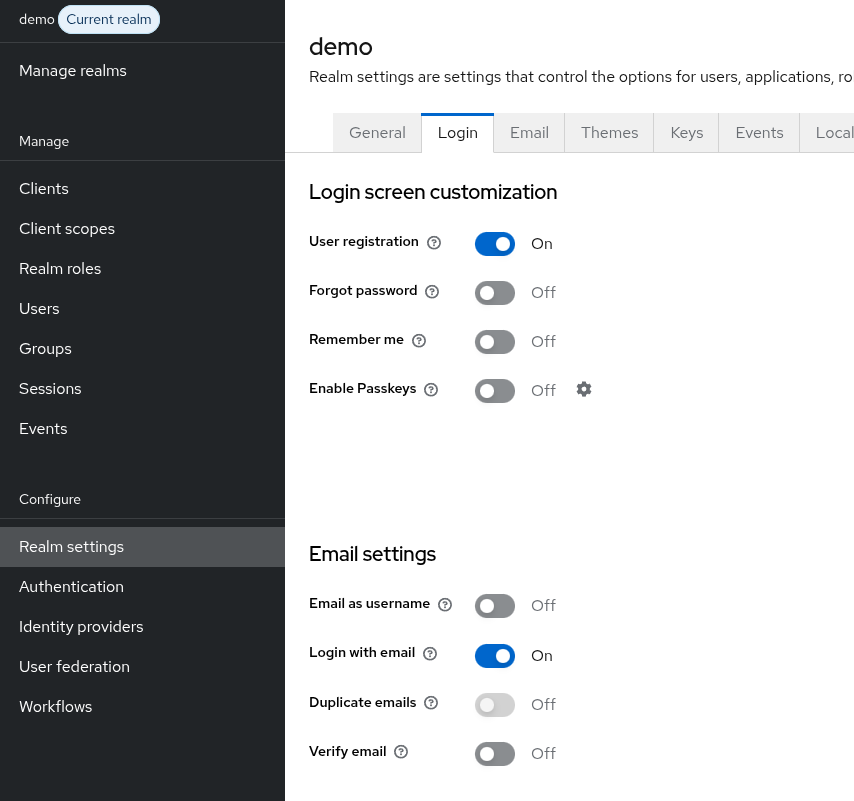 demo Current realm
Manage realms
Manage
Clients
Client scopes
Realm roles
Users
Groups
Sessions
Events
Configure
Realm settings
Authentication
Identity providers
User federation
Workflows
demo
Realm settings are settings that control the options for users, applications, ro
General Login Email Themes Keys Events Local
Login screen customization
User registration On
Forgot password Off
Remember me Off
Enable Passkeys Off
Email settings
Email as username Off
Login with email On
Duplicate emails Off
Verify email Off